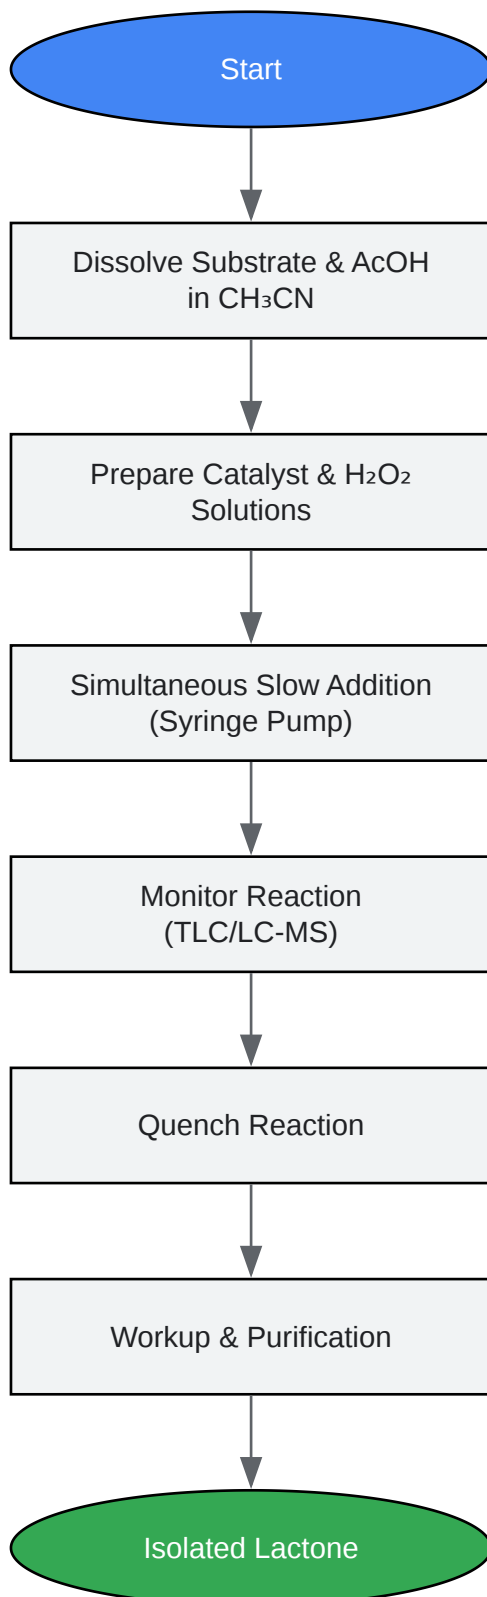 Start
Dissolve Substrate & AcOH
in CH₃CN
Prepare Catalyst & H₂O₂
Solutions
Simultaneous Slow Addition
(Syringe Pump)
Monitor Reaction
(TLC/LC-MS)
Quench Reaction
Workup & Purification
Isolated Lactone